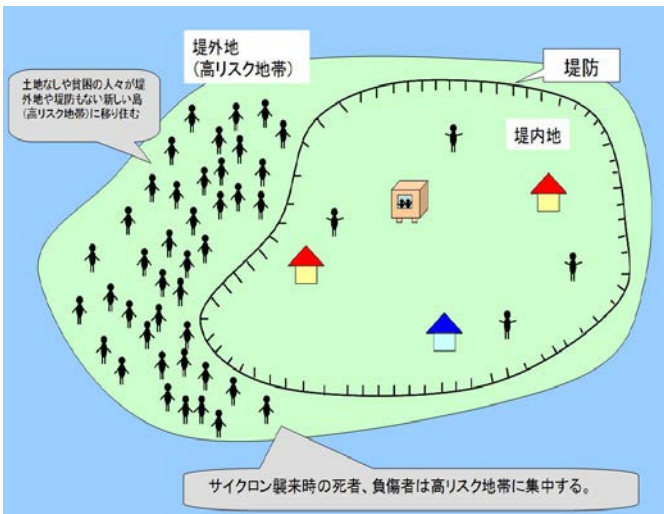 堤外地
(高リスク地帯)
堤防
土地なしや貧困の人々が堤
外地や堤防もない新しい島
(高リスク地帯)に移り住む
堤内地
サイクロン襲来時の死者、負傷者は高リスク地帯に集中する。